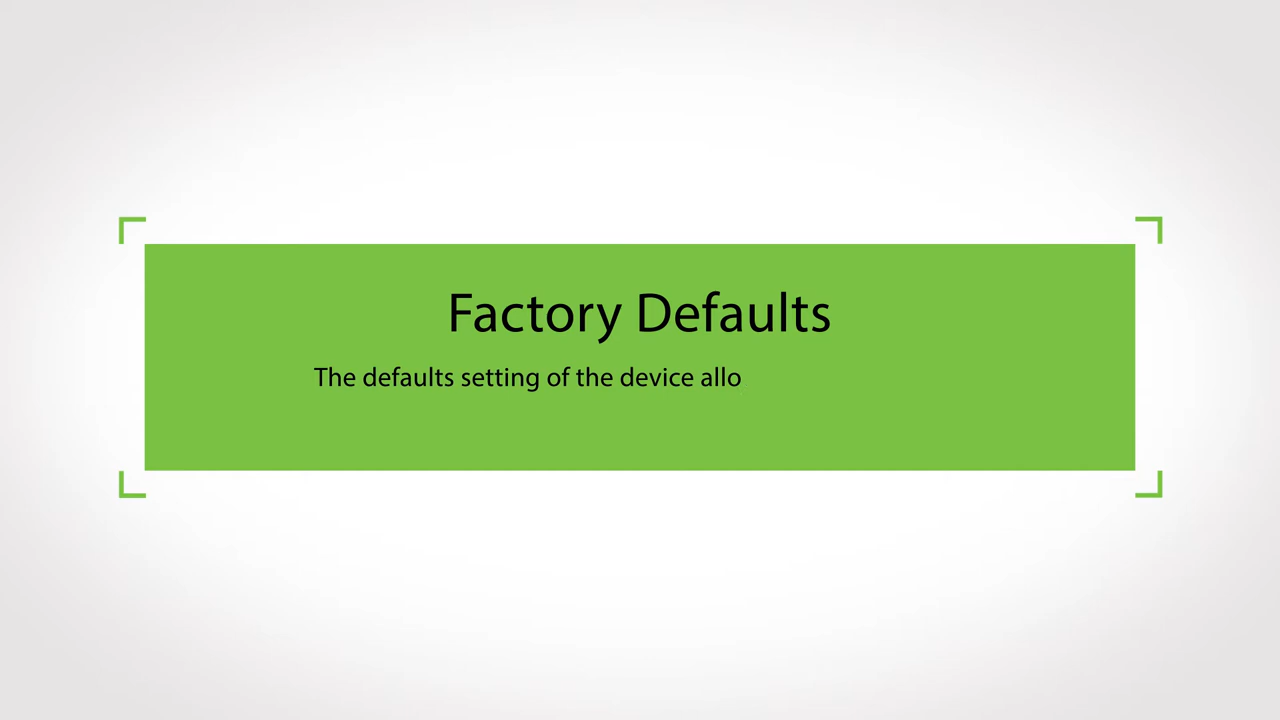 Factory Defaults
The defaults setting of the device allo